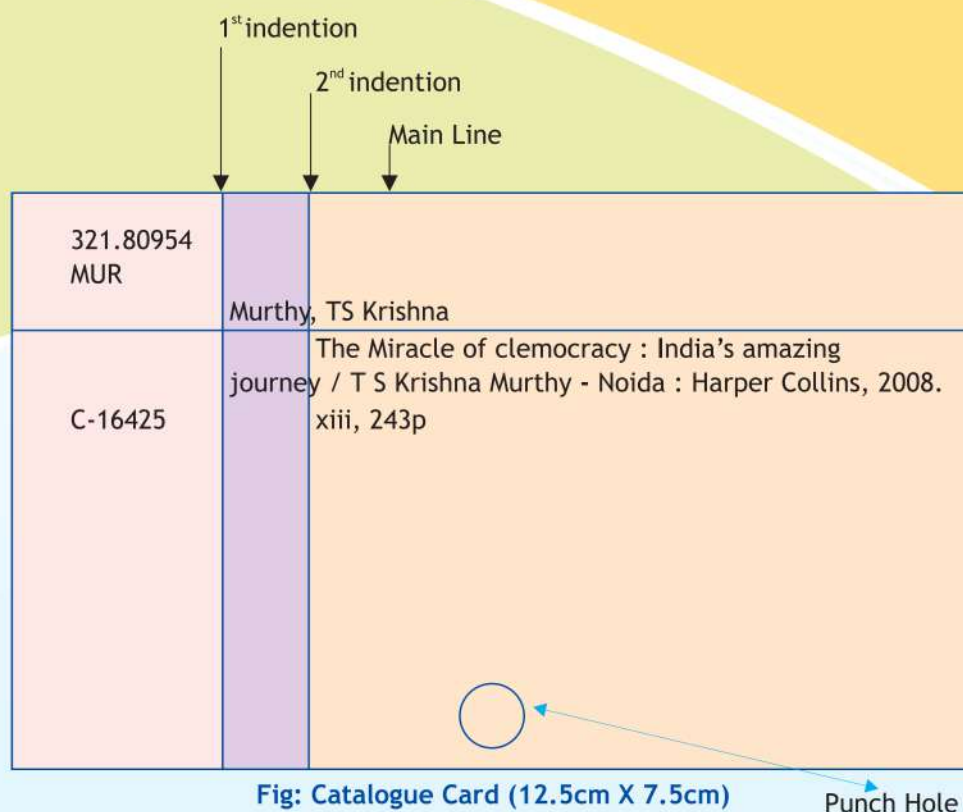 1st indention
2nd indention
Main Line
321.80954
MUR
Murthy, TS Krishna
The Miracle of clemocracy : India's amazing
journey / T S Krishna Murthy - Noida : Harper Collins, 2008.
C-16425
xiii, 243p
Fig: Catalogue Card (12.5cm X 7.5cm)
Punch Hole